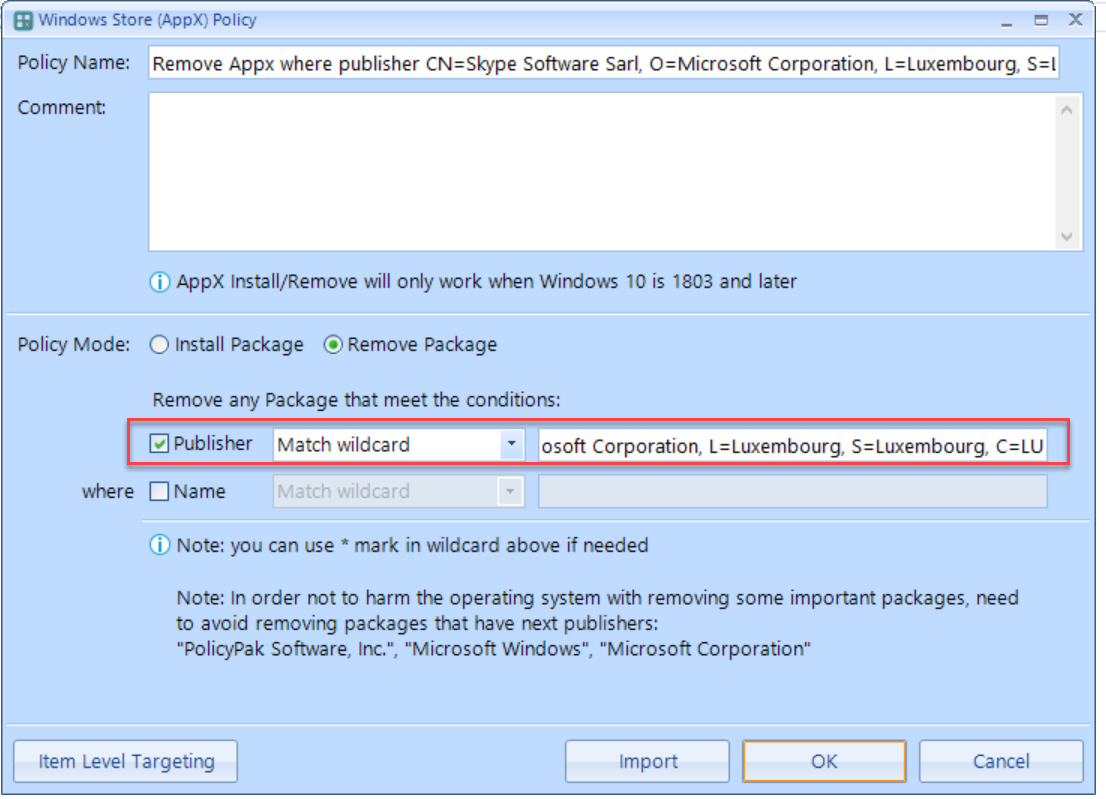 Windows Store (AppX) Policy
Policy Name: Remove Appx where publisher CN=Skype Software Sarl, O=Microsoft Corporation, L=Luxembourg, S=L
Comment:
AppX Install/Remove will only work when Windows 10 is 1803 and later
Policy Mode: Install Package Remove Package
Remove any Package that meet the conditions:
Publisher Match wildcard osoft Corporation, L=Luxembourg, S=Luxembourg, C=LU
where Name Match wildcard
Note: you can use * mark in wildcard above if needed
Note: In order not to harm the operating system with removing some important packages, need
to avoid removing packages that have next publishers:
"PolicyPak Software, Inc.", "Microsoft Windows", "Microsoft Corporation"
Item Level Targeting Import OK Cancel